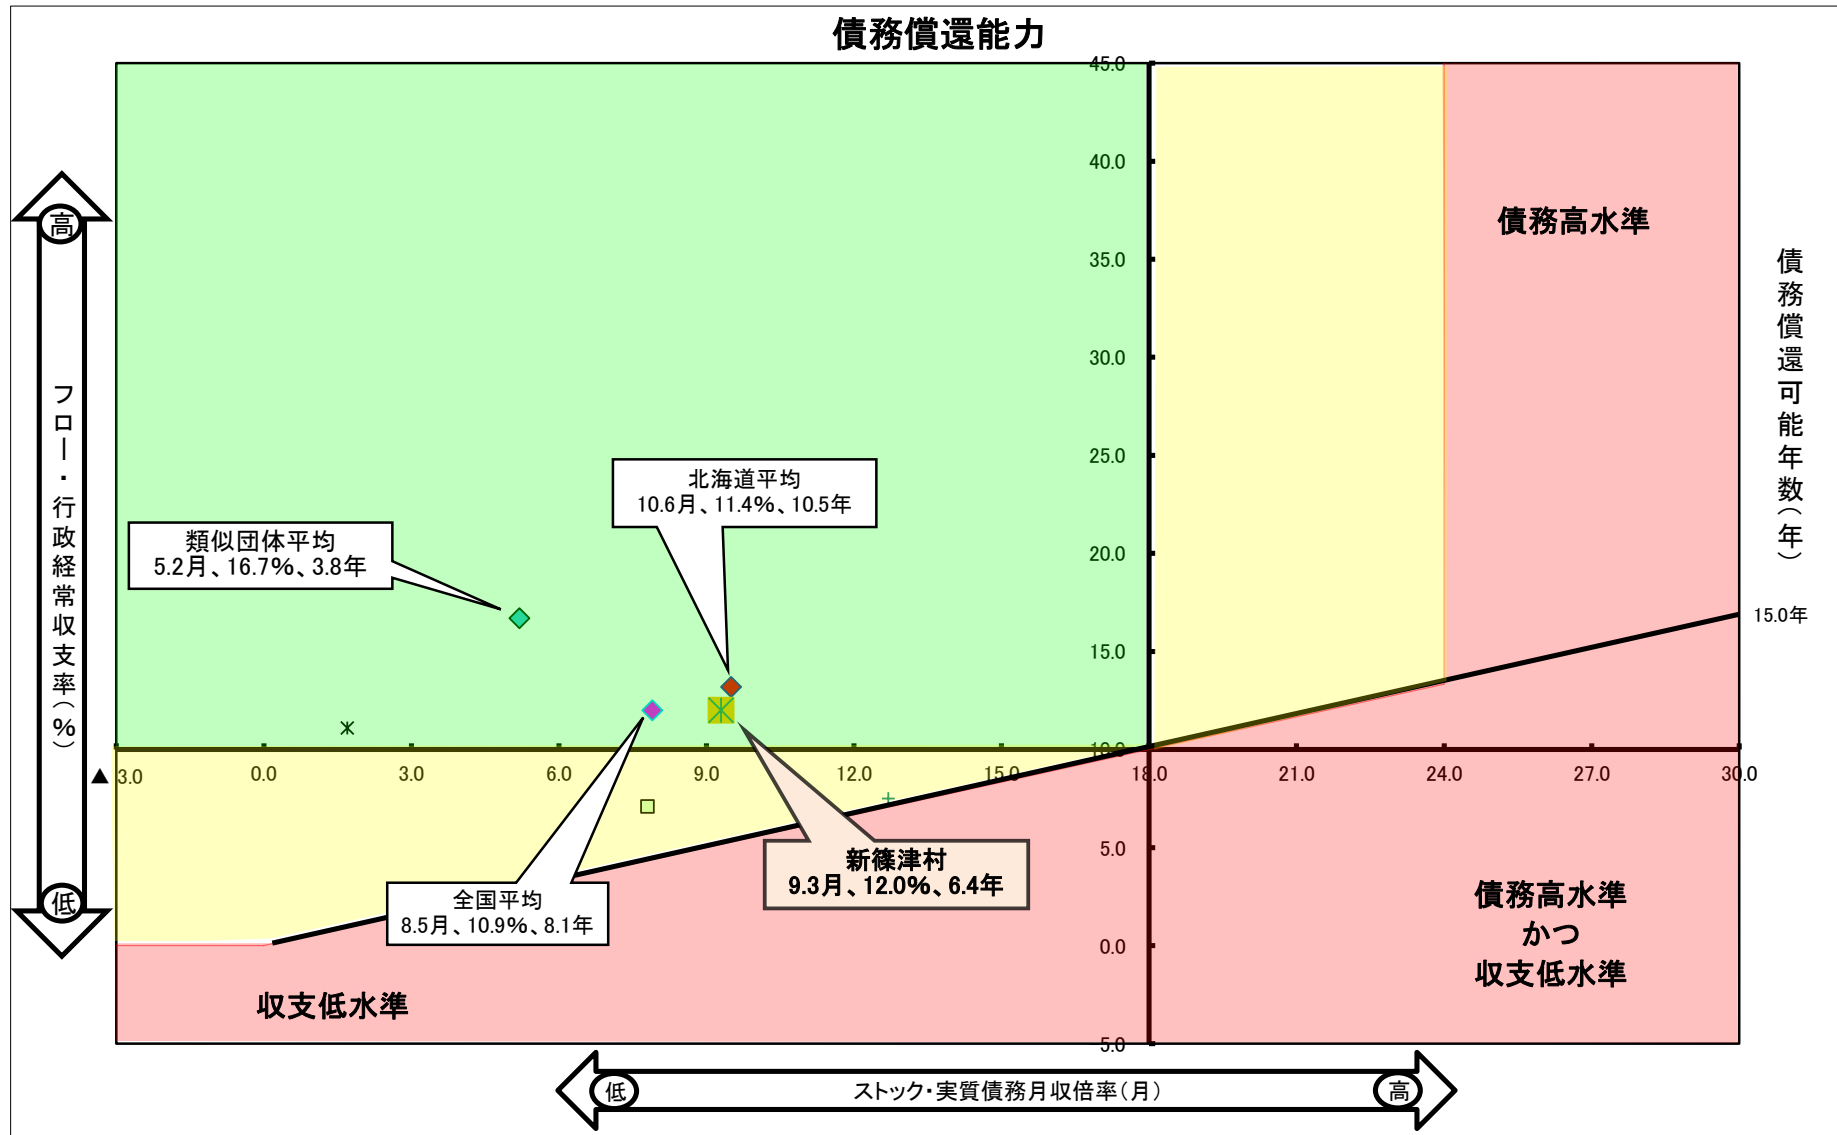 債務償還能力
45.0
40.0
35.0
30.0
25.0
20.0
15.0
10.0
5.0
0.0
-5.0
▲ 3.0
0.0
3.0
6.0
9.0
12.0
15.0
18.0
21.0
24.0
27.0
30.0
高
フロー・行政経常収支率(%)
低
債務高水準
債務償還可能年数(年)
15.0年
北海道平均
10.6月、11.4%、10.5年
類似団体平均
5.2月、16.7%、3.8年
新篠津村
9.3月、12.0%、6.4年
全国平均
8.5月、10.9%、8.1年
債務高水準
かつ
収支低水準
収支低水準
低
ストック・実質債務月収倍率(月)
高